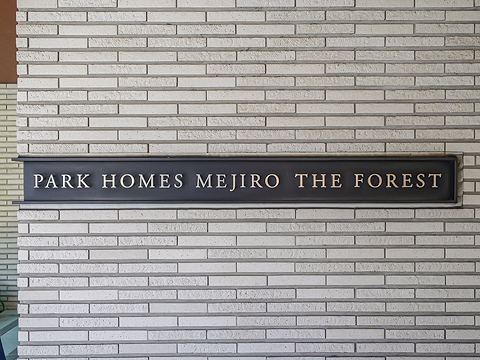 PARK HOMES MEJIRO THE FOREST